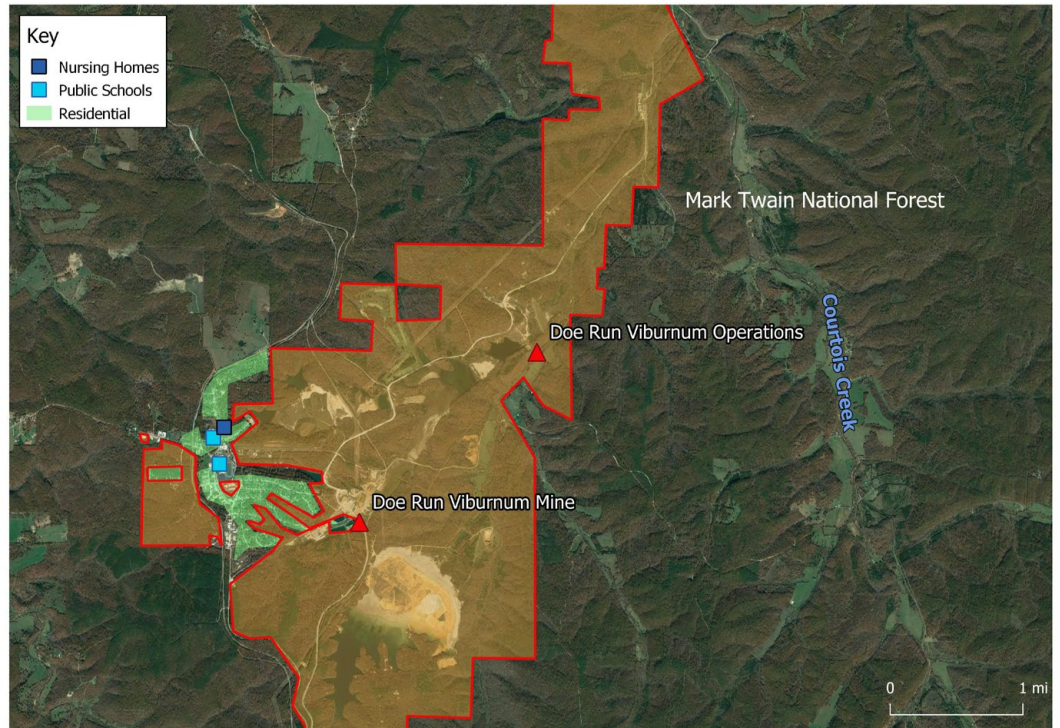 Key
Nursing Homes
Public Schools
Residential
Mark Twain National Forest
Courtois Creek
Doe Run Viburnum Operations
Doe Run Viburnum Mine
0 1 mi